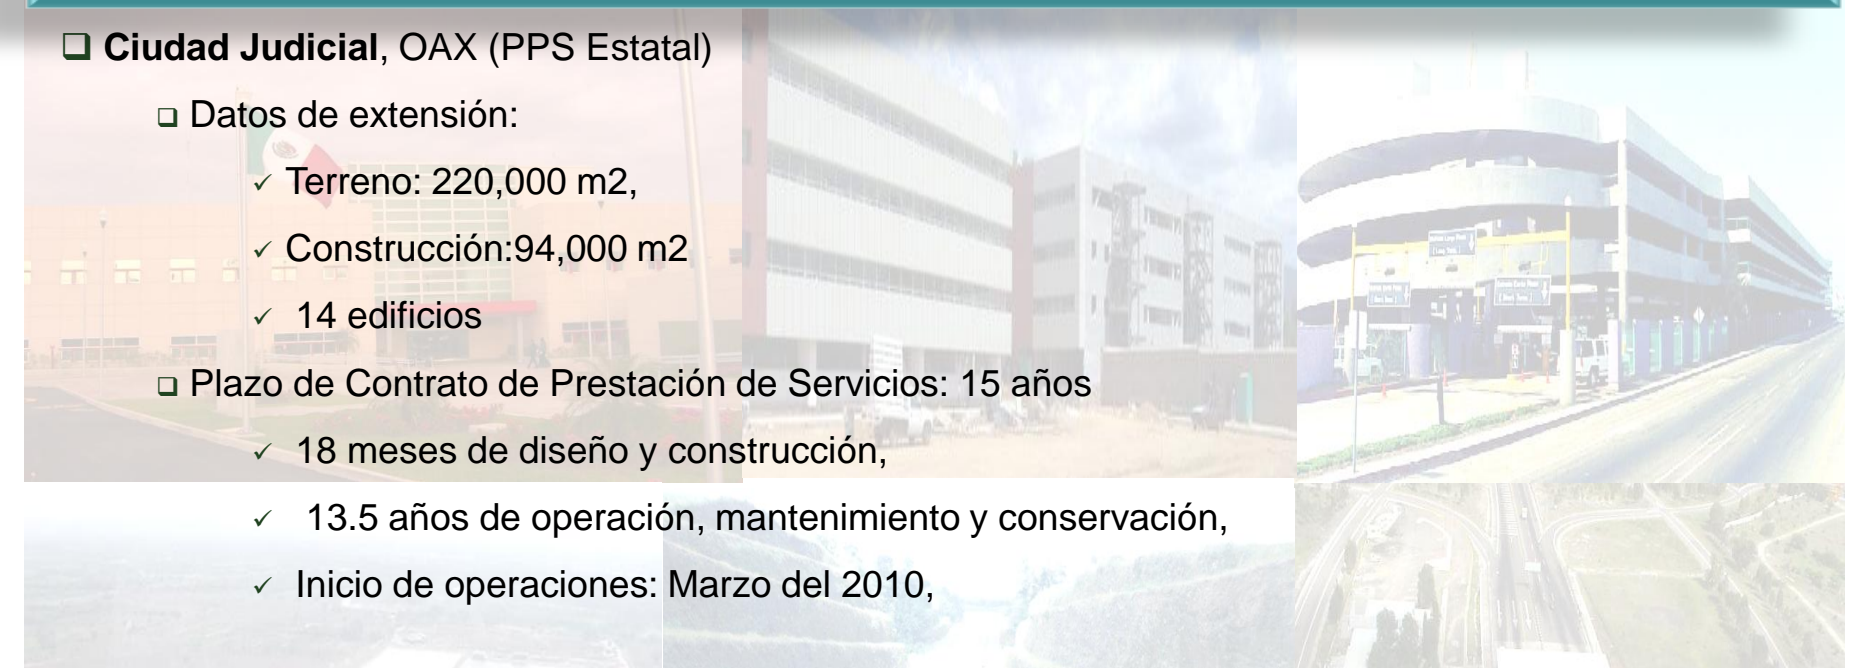 Ciudad Judicial, OAX (PPS Estatal)
Datos de extensión:
Terreno: 220,000 m2,
Construcción:94,000 m2
14 edificios
Plazo de Contrato de Prestación de Servicios: 15 años
18 meses de diseño y construcción,
13.5 años de operación, mantenimiento y conservación,
Inicio de operaciones: Marzo del 2010,